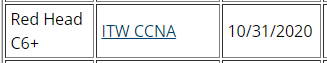 Red Head
C6+
ITW CCNA
10/31/2020